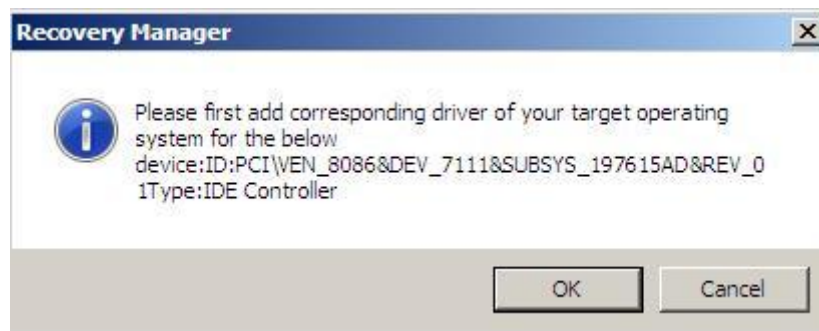 Recovery Manager
Please first add corresponding driver of your target operating
system for the below
device:ID:PCI\VEN_8086&DEV_7111&SUBSYS_197615AD&REV_0
1Type:IDE Controller
OK Cancel